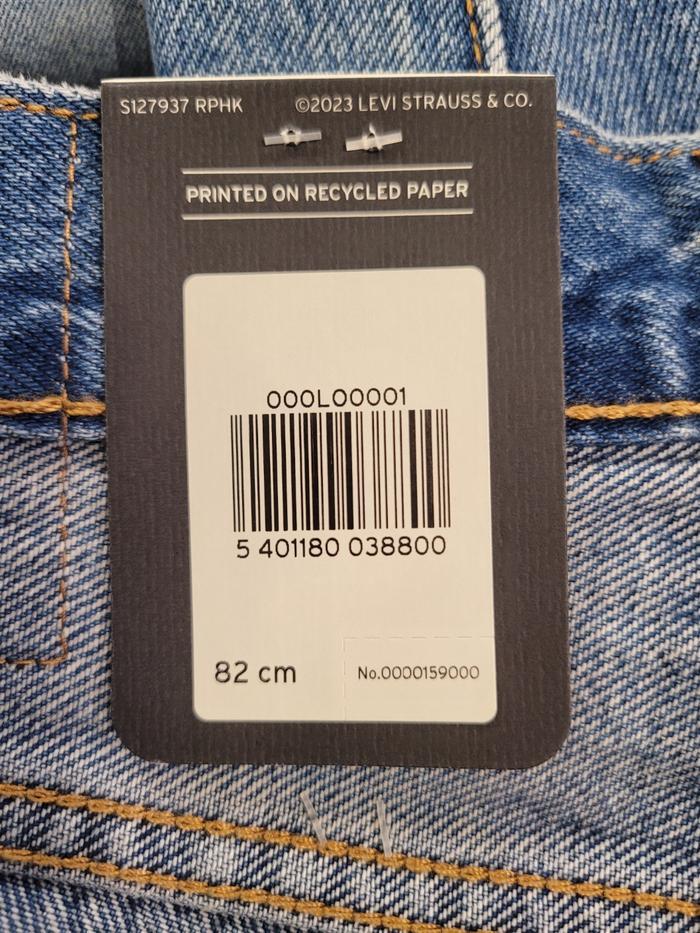 S127937 RPHK ©2023 LEVI STRAUSS & CO.
PRINTED ON RECYCLED PAPER
000L00001
5 401180 038800
82 cm No.0000159000